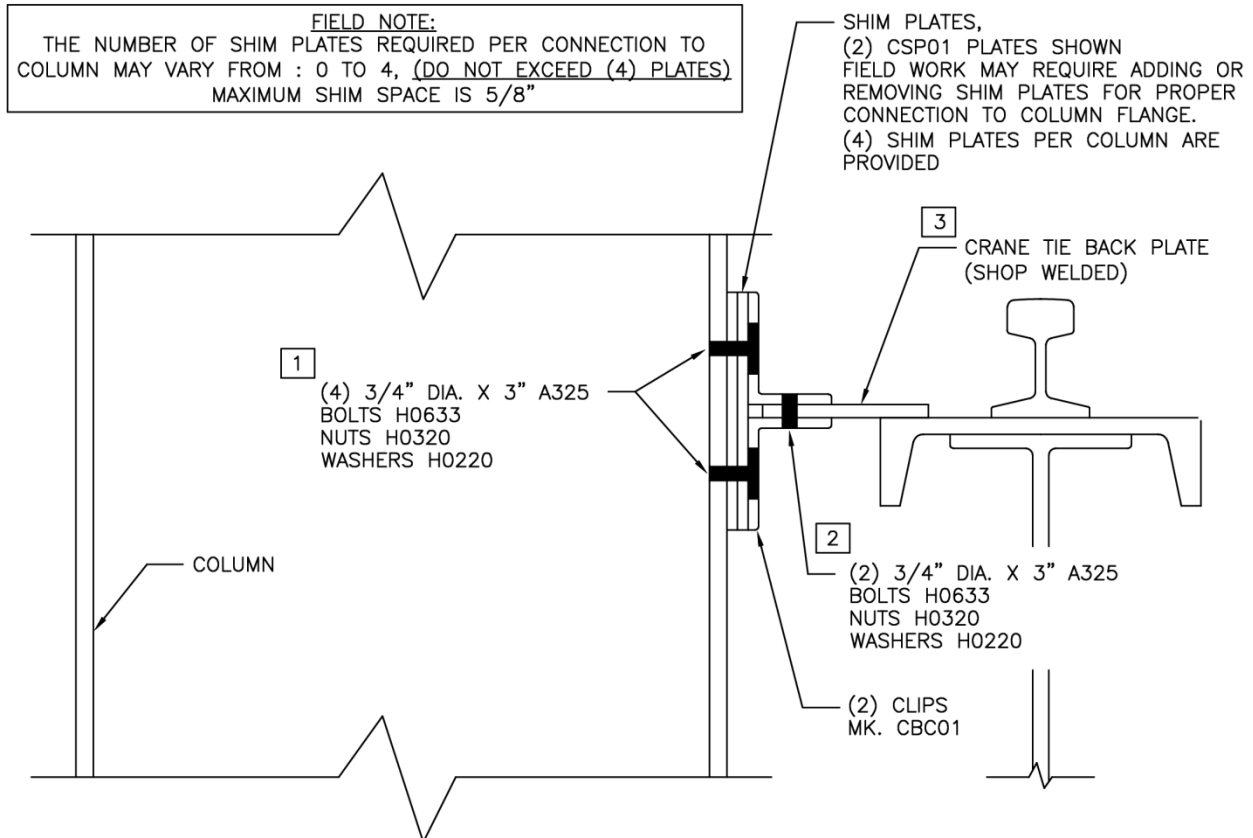 FIELD NOTE:
THE NUMBER OF SHIM PLATES REQUIRED PER CONNECTION TO
COLUMN MAY VARY FROM : 0 TO 4, (DO NOT EXCEED (4) PLATES)
MAXIMUM SHIM SPACE IS 5/8”
SHIM PLATES,
(2) CSP01 PLATES SHOWN
FIELD WORK MAY REQUIRE ADDING OR
REMOVING SHIM PLATES FOR PROPER
CONNECTION TO COLUMN FLANGE.
(4) SHIM PLATES PER COLUMN ARE
PROVIDED
3
CRANE TIE BACK PLATE
(SHOP WELDED)
1
(4) 3/4” DIA. X 3” A325
BOLTS H0633
NUTS H0320
WASHERS H0220
2
(2) 3/4” DIA. X 3” A325
BOLTS H0633
NUTS H0320
WASHERS H0220
COLUMN
(2) CLIPS
MK. CBC01